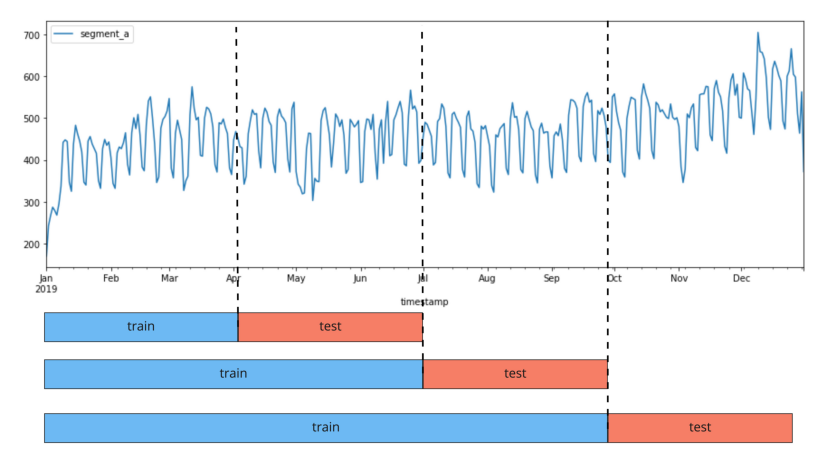 segment_a
700
600
500
400
300
200
Jan Feb Mar Apr May Jun Jul Aug Sep Oct Nov Dec
2019
timestamp
train test
train test
train test